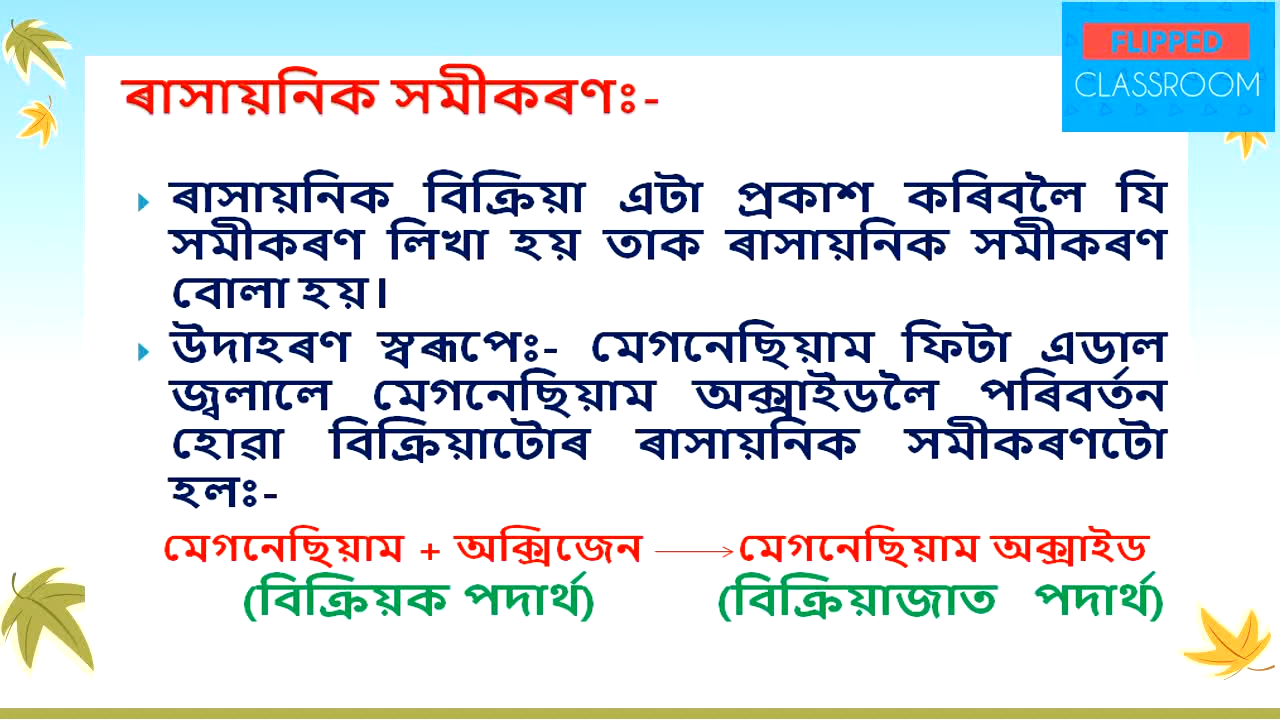 FLIPPED
CLASSROOM
ৰাসায়নিক সমীকৰণঃ-
ৰাসায়নিক বিক্ৰিয়া এটা প্ৰকাশ কৰিবলৈ যি
সমীকৰণ লিখা হয় তাক ৰাসায়নিক সমীকৰণ
বোলা হয়।
উদাহৰণ স্বৰূপেঃ- মেগনেছিয়াম ফিটা এডাল
জ্বলালে মেগনেছিয়াম অক্সাইডলৈ পৰিবৰ্তন
হোৱা বিক্ৰিয়াটোৰ ৰাসায়নিক সমীকৰণটো
হলঃ-
মেগনেছিয়াম + অক্সিজেন ⟶ মেগনেছিয়াম অক্সাইড
(বিক্ৰিয়ক পদাৰ্থ) (বিক্ৰিয়াজাত পদাৰ্থ)